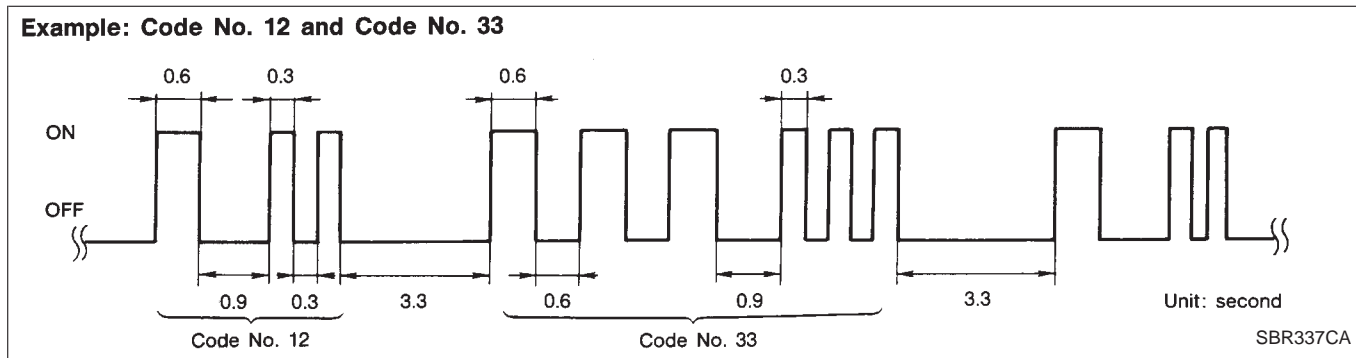 Example: Code No. 12 and Code No. 33
0.6 0.3 0.6 0.3
ON
OFF
0.9 0.3 3.3 0.6 0.9 3.3 Unit: second
Code No. 12 Code No. 33
SBR337CA